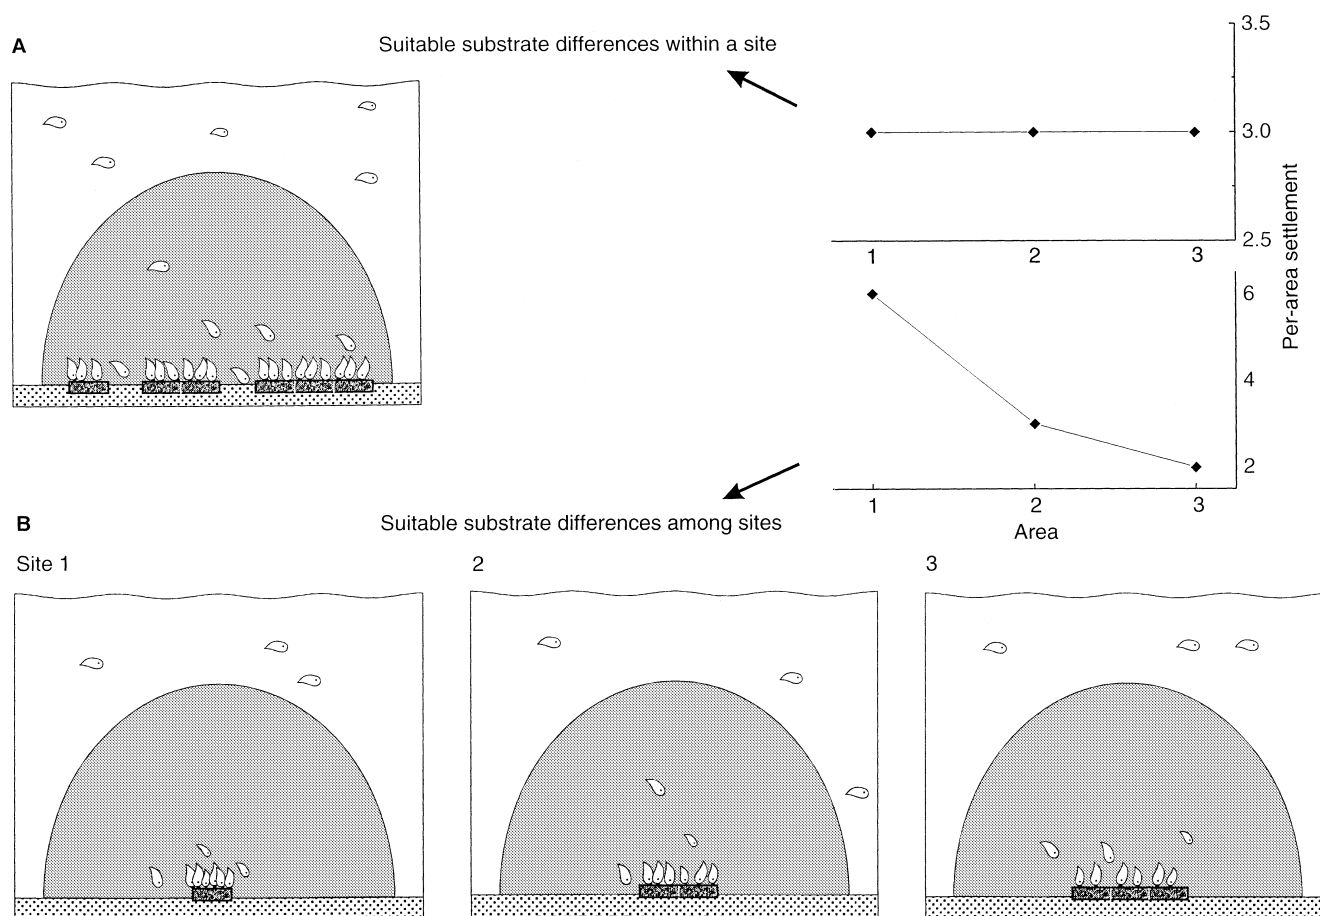 A
Suitable substrate differences within a site
3.5
3.0
2.5
1 2 3
Per-area settlement
6
4
2
1 2 3
Area
B
Suitable substrate differences among sites
Site 1
2
3